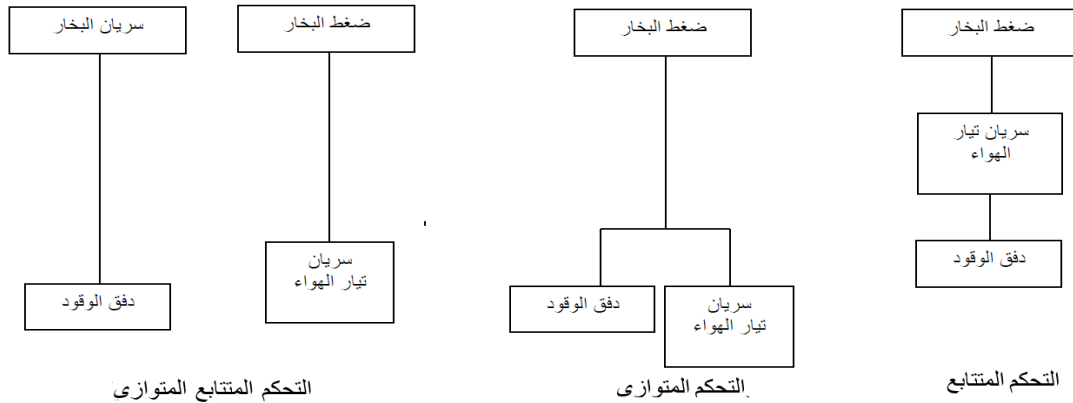 ضغط البخار
سريان تيار
الهواء
دفق الوقود
التحكم المتتابع
ضغط البخار
دفق الوقود
سريان
تيار الهواء
التحكم المتوازى
ضغط البخار
سريان
تيار الهواء
سريان البخار
دفق الوقود
التحكم المتتابع المتوازى